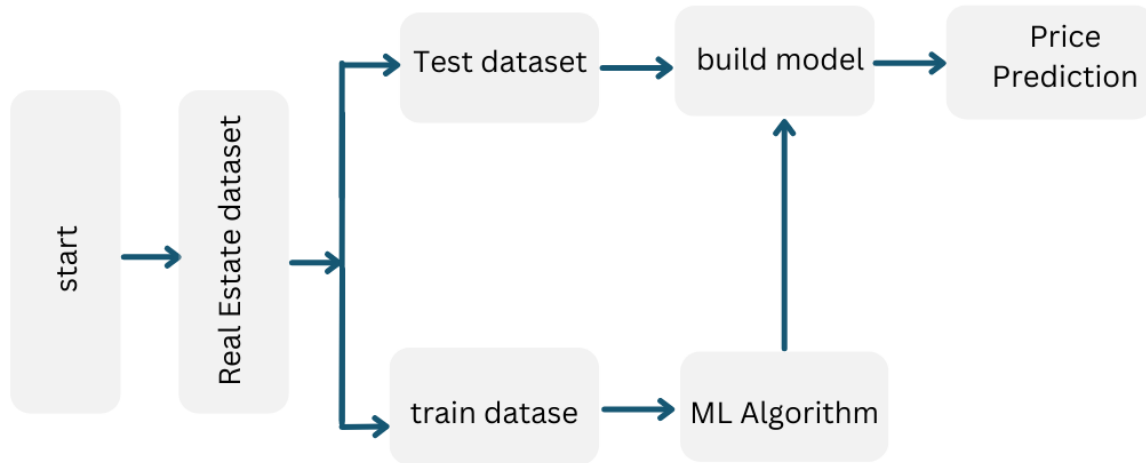 start
Real Estate dataset
Test dataset
build model
Price
Prediction
train datase
ML Algorithm